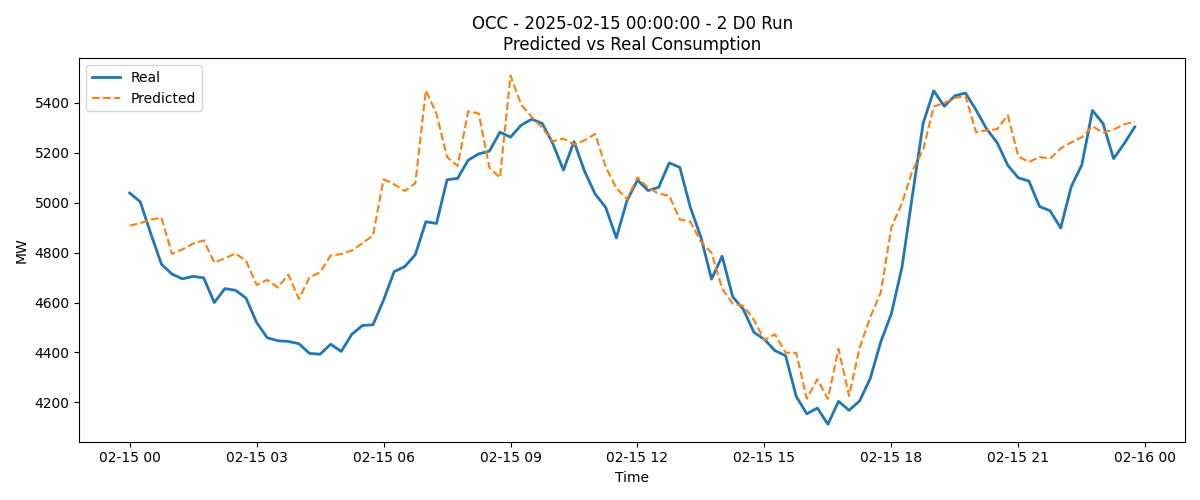 OCC - 2025-02-15 00:00:00 - 2 D0 Run
Predicted vs Real Consumption
Real
Predicted
MW
5400
5200
5000
4800
4600
4400
4200
02-15 00
02-15 03
02-15 06
02-15 09
02-15 12
02-15 15
02-15 18
02-15 21
02-16 00
Time